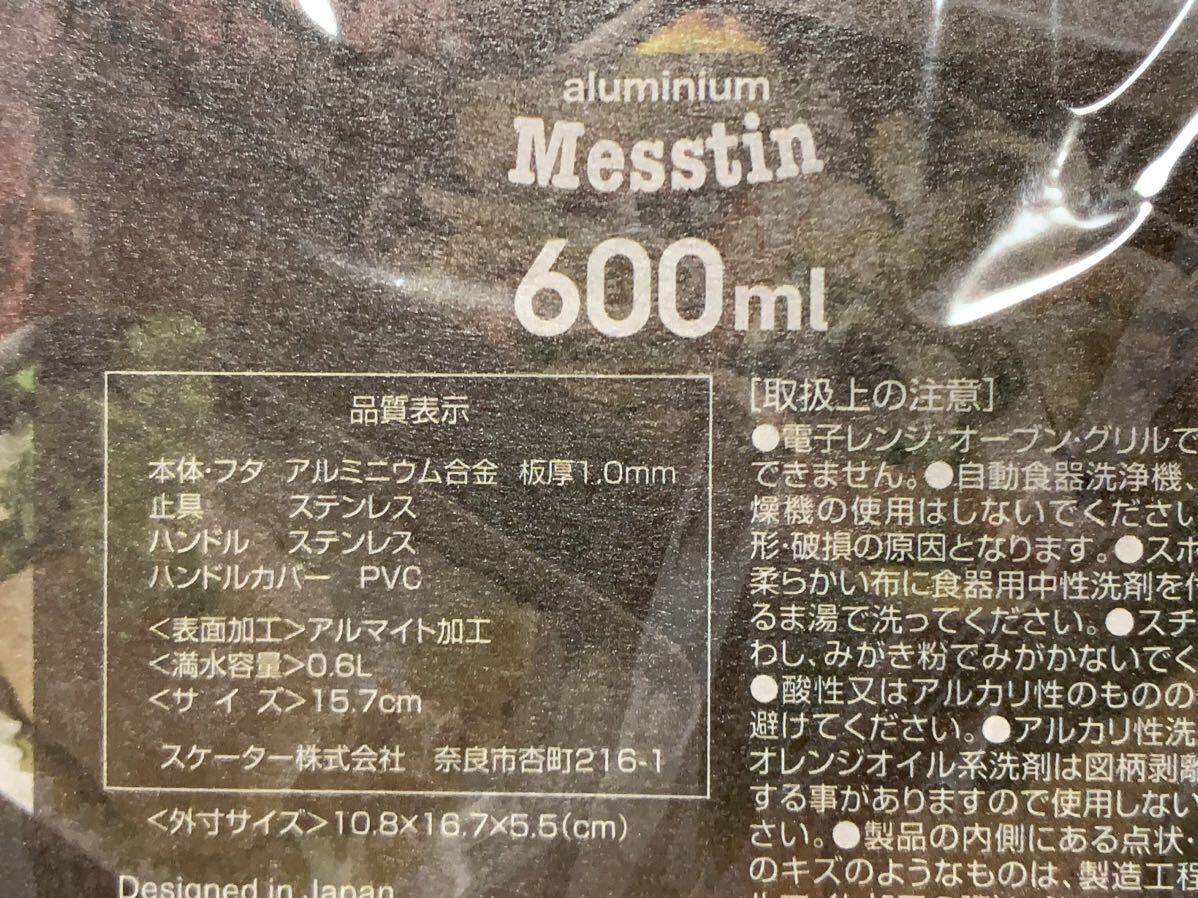 aluminium
Messtin
600ml
品質表示
本体・フタ アルミニウム合金 板厚1.0mm
止具 ステンレス
ハンドル ステンレス
ハンドルカバー PVC
<表面加工>アルマイト加工
<満水容量>0.6L
<サイズ>15.7cm
スケーター株式会社 奈良市杏町216-1
<外寸サイズ>10.8×16.7×5.5(cm)
Designed in Japan
[取扱上の注意]
●電子レンジ・オーブン・グリルで
できません。●自動食器洗浄機、
燥機の使用はしないでください
形・破損の原因となります。●スポ
柔らかい布に食器用中性洗剤を付
るま湯で洗ってください。●スチ
わし、みがき粉でみがかないでく
●酸性又はアルカリ性のものの
避けてください。●アルカリ性洗
オレンジオイル系洗剤は図柄剥離
する事がありますので使用しない
さい。●製品の内側にある点状・
のキズのようなものは、製造工程